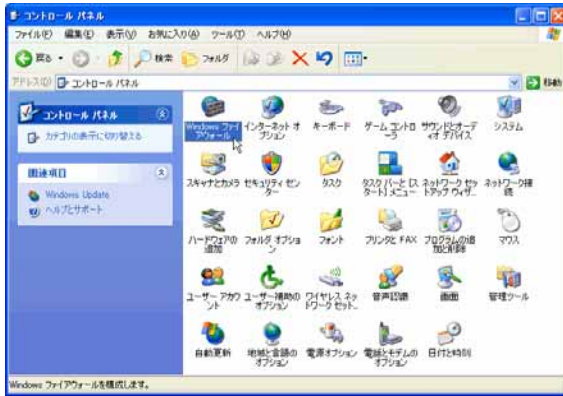 コントロール パネル
ファイル(F) 編集(E) 表示(V) お気に入り(A) ツール(T) ヘルプ(H)
戻る 検索 フォルダ
アドレス(D) コントロール パネル 移動
コントロール パネル
カテゴリの表示に切り替える
関連項目
Windows Update
ヘルプとサポート
Windows ファイ
アウォール
インターネット オ
プション
キーボード
ゲーム コントロ
ーラ
サウンドとオーデ
ィオ デバイス
システム
スキャナとカメラ
セキュリティ セン
ター
タスク
タスク バーと [ス
タート] メニュー
ネットワーク セッ
トアップ ウィザ...
ネットワーク接
続
ハードウェアの
追加
フォルダ オプショ
ン
フォント
プリンタと FAX
プログラムの追
加と削除
マウス
ユーザー アカウ
ント
ユーザー補助の
オプション
ワイヤレス ネッ
トワーク セット...
音声認識
画面
管理ツール
自動更新
地域と言語の
オプション
電源オプション
電話とモデムの
オプション
日付と時刻
Windows ファイアウォールを構成します。